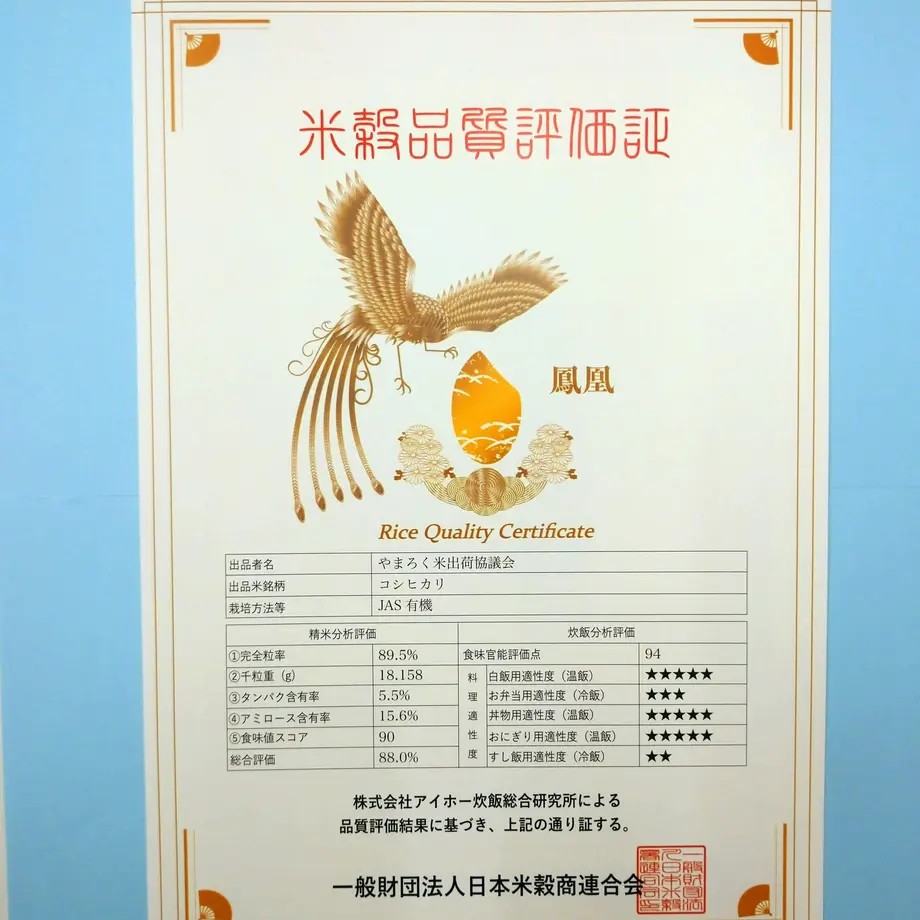 米穀品質評価証
鳳凰
Rice Quality Certificate
出品者名 やまろく米出荷協議会
出品米銘柄 コシヒカリ
栽培方法等 JAS 有機
精米分析評価 炊飯分析評価
①完全粒率 89.5% 食味官能評価点 94
②千粒重（g） 18.158 料理適性度 白飯用適性度（温飯） ★★★★★
③タンパク含有率 5.5% お弁当用適性度（冷飯） ★★★
④アミロース含有率 15.6% 丼物用適性度（温飯） ★★★★★
⑤食味値スコア 90 おにぎり用適性度（温飯） ★★★★★
総合評価 88.0% すし飯用適性度（冷飯） ★★
株式会社アイホー炊飯総合研究所による
品質評価結果に基づき、上記の通り証する。
一般財団法人日本米穀商連合会